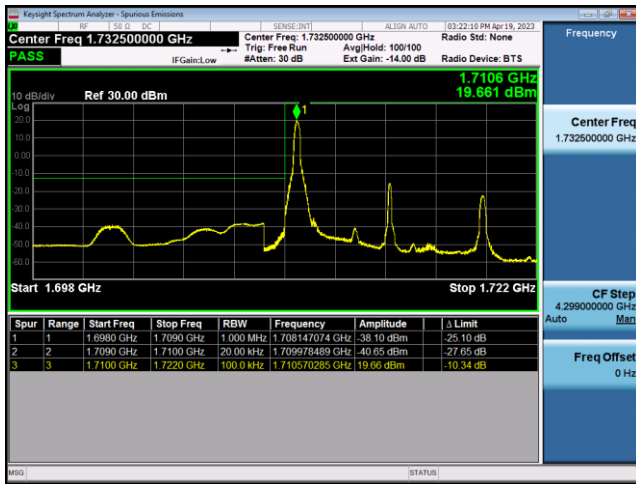 Keysight Spectrum Analyzer - Spurious Emissions
RF 50 Ω DC SENSE:INT ALIGN AUTO 03:22:10 PM Apr 19, 2023
Center Freq 1.732500000 GHz
Center Freq: 1.732500000 GHz Radio Std: None
Trig: Free Run Avg|Hold: 100/100
PASS IFGain:Low #Atten: 30 dB Ext Gain: -14.00 dB Radio Device: BTS
Frequency
1.7106 GHz
19.661 dBm
10 dB/div Ref 30.00 dBm
Log
1
20.0
10.0
0.00
-10.0
-20.0
-30.0
-40.0
-50.0
-60.0
Start 1.698 GHz Stop 1.722 GHz
Center Freq
1.732500000 GHz
CF Step
4.299000000 GHz
Auto Man
Freq Offset
0 Hz
Spur Range Start Freq Stop Freq RBW Frequency Amplitude Δ Limit
1 1 1.6980 GHz 1.7090 GHz 1.000 MHz 1.708147074 GHz -38.10 dBm -25.10 dB
2 2 1.7090 GHz 1.7100 GHz 20.00 kHz 1.709978489 GHz -40.65 dBm -27.65 dB
3 3 1.7100 GHz 1.7220 GHz 100.0 kHz 1.710570285 GHz 19.66 dBm -10.34 dB
MSG STATUS